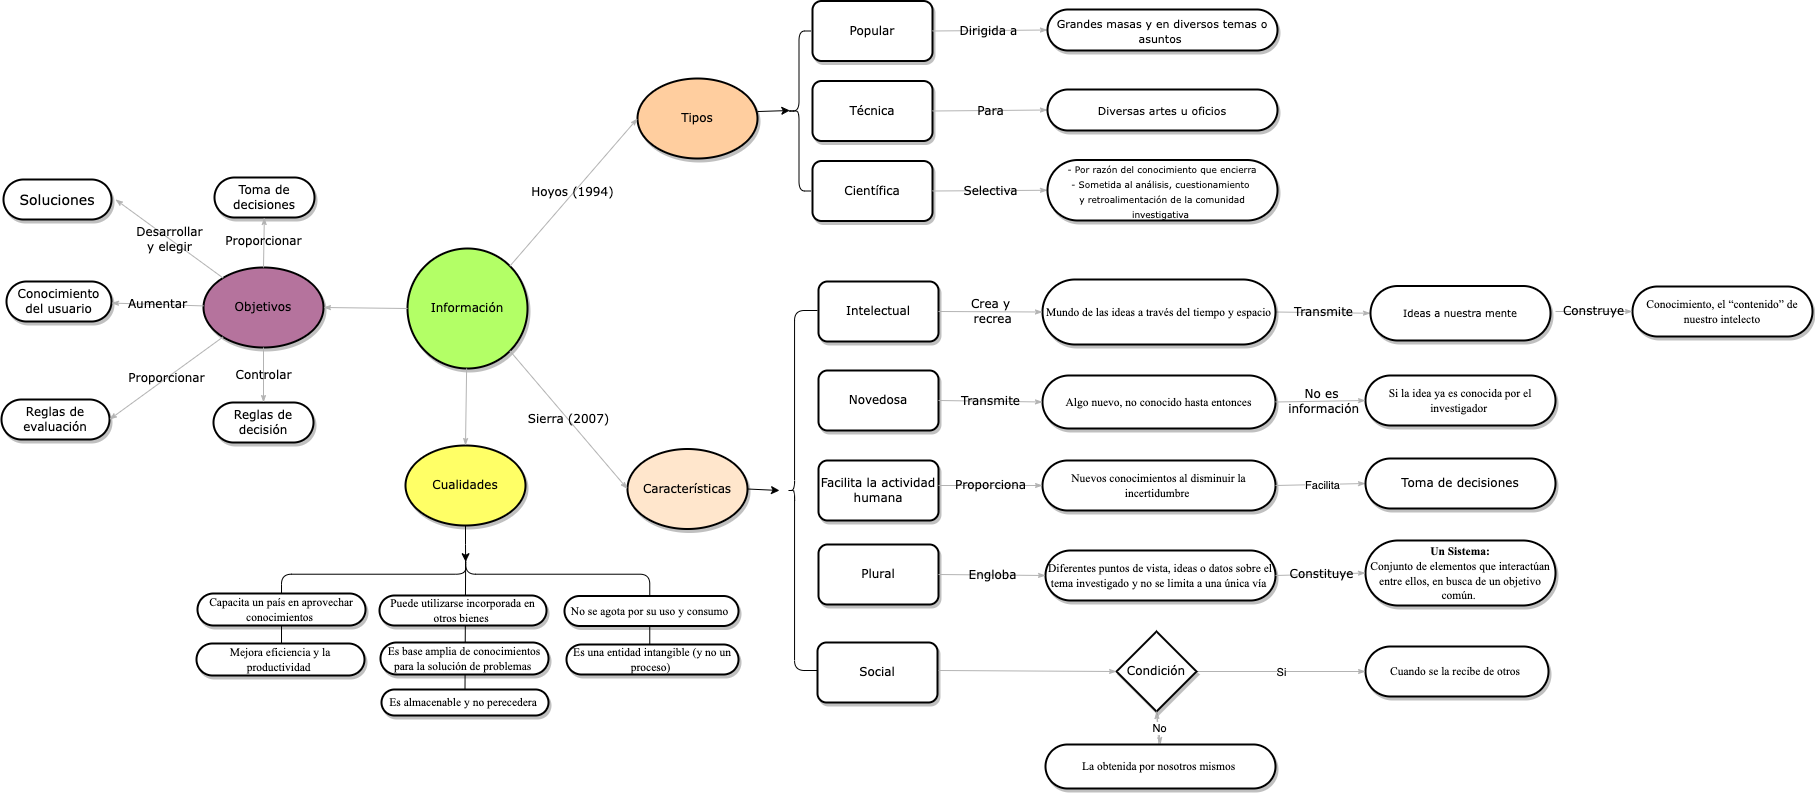 Popular
Dirigida a
Grandes masas y en diversos temas o
asuntos
Tipos
Técnica
Para
Diversas artes u oficios
Hoyos (1994)
Científica
Selectiva
- Por razón del conocimiento que encierra
- Sometida al análisis, cuestionamiento
y retroalimentación de la comunidad
investigativa
Soluciones
Toma de
decisiones
Desarrollar
y elegir
Proporcionar
Conocimiento
del usuario
Aumentar
Objetivos
Información
Proporcionar
Controlar
Reglas de
evaluación
Reglas de
decisión
Sierra (2007)
Intelectual
Crea y
recrea
Mundo de las ideas a través del tiempo y espacio
Transmite
Ideas a nuestra mente
Construye
Conocimiento, el “contenido” de
nuestro intelecto
Novedosa
Transmite
Algo nuevo, no conocido hasta entonces
No es
información
Si la idea ya es conocida por el
investigador
Cualidades
Características
Facilita la actividad
humana
Proporciona
Nuevos conocimientos al disminuir la
incertidumbre
Facilita
Toma de decisiones
Plural
Engloba
Diferentes puntos de vista, ideas o datos sobre el
tema investigado y no se limita a una única vía
Constituye
Un Sistema:
Conjunto de elementos que interactúan
entre ellos, en busca de un objetivo
común.
Capacita un país en aprovechar
conocimientos
Puede utilizarse incorporada en
otros bienes
No se agota por su uso y consumo
Mejora eficiencia y la
productividad
Es base amplia de conocimientos
para la solución de problemas
Es una entidad intangible (y no un
proceso)
Es almacenable y no perecedera
Social
Condición
Si
Cuando se la recibe de otros
No
La obtenida por nosotros mismos